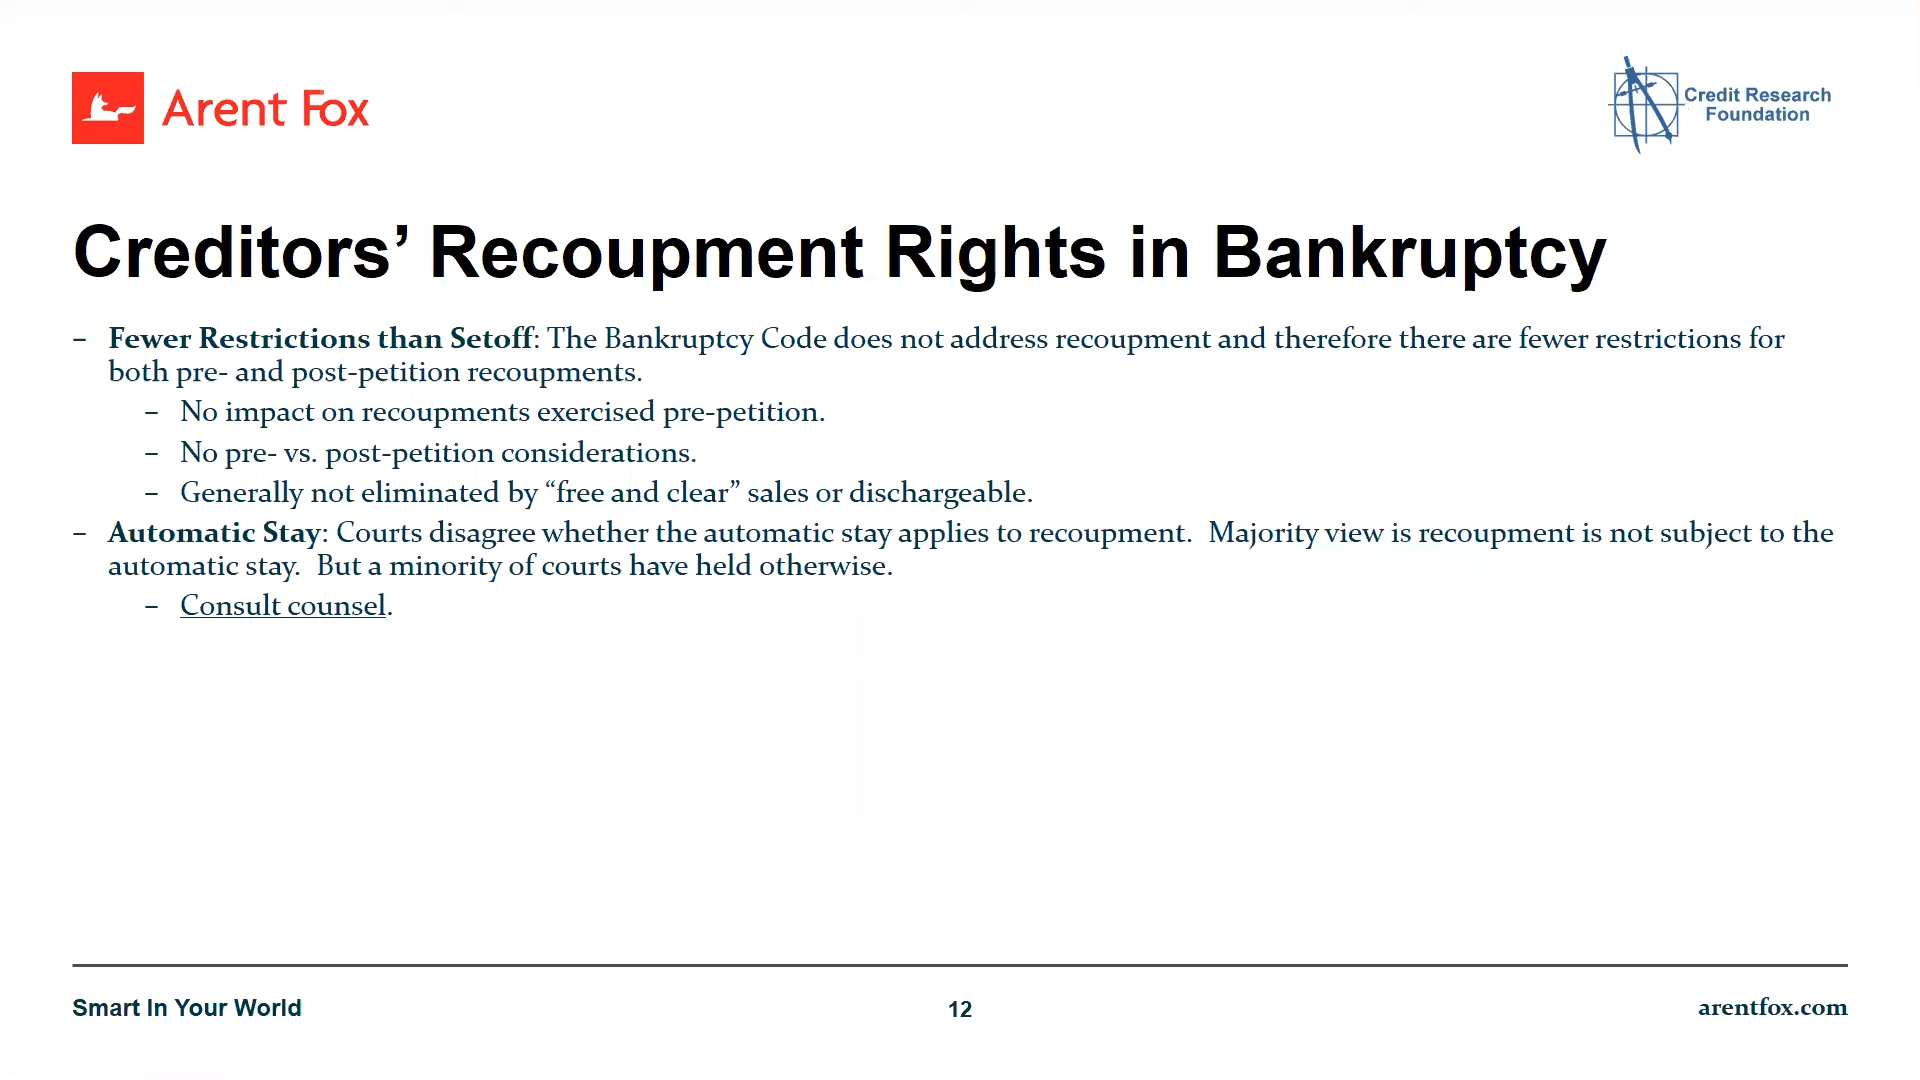 Arent Fox
Credit Research
Foundation
Creditors’ Recoupment Rights in Bankruptcy
– Fewer Restrictions than Setoff: The Bankruptcy Code does not address recoupment and therefore there are fewer restrictions for
both pre- and post-petition recoupments.
– No impact on recoupments exercised pre-petition.
– No pre- vs. post-petition considerations.
– Generally not eliminated by “free and clear” sales or dischargeable.
– Automatic Stay: Courts disagree whether the automatic stay applies to recoupment.  Majority view is recoupment is not subject to the
automatic stay.  But a minority of courts have held otherwise.
– Consult counsel.
Smart In Your World
12
arentfox.com